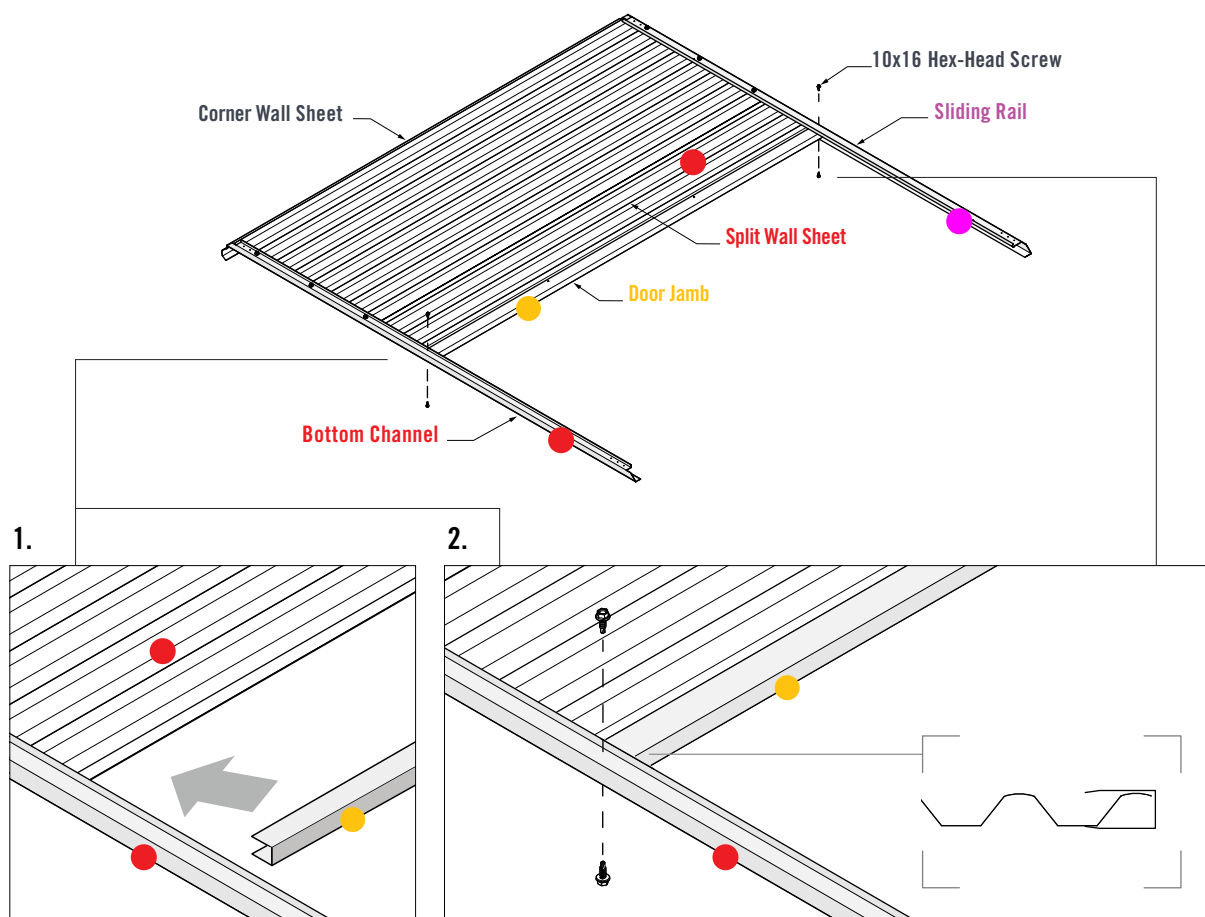 10x16 Hex-Head Screw
Corner Wall Sheet
Sliding Rail
Split Wall Sheet
Door Jamb
Bottom Channel
1.
2.